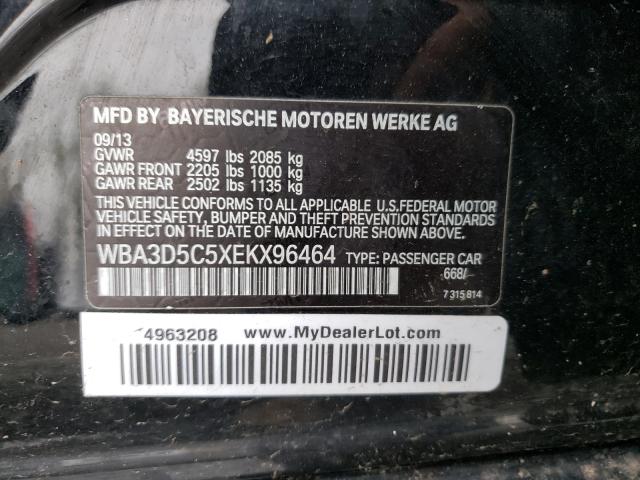 MFD BY BAYERISCHE MOTOREN WERKE AG
09/13
GVWR 4597 lbs 2085 kg
GAWR FRONT 2205 lbs 1000 kg
GAWR REAR 2502 lbs 1135 kg
THIS VEHICLE CONFORMS TO ALL APPLICABLE U.S.FEDERAL MOTOR
VEHICLE SAFETY, BUMPER AND THEFT PREVENTION STANDARDS
IN EFFECT ON THE DATE OF MANUFACTURE SHOWN ABOVE.
WBA3D5C5XEKX96464 TYPE: PASSENGER CAR
668/
7 315 814
4963208 www.MyDealerLot.com